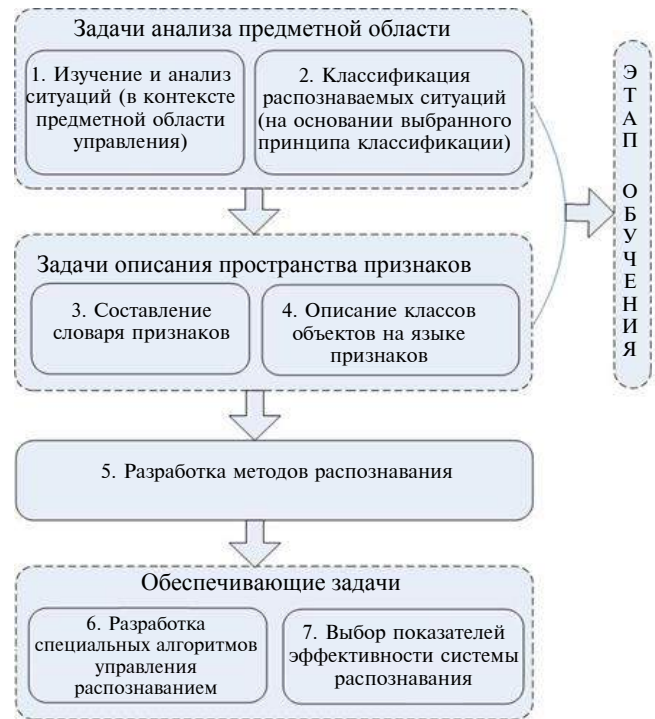 Задачи анализа предметной области
1. Изучение и анализ
ситуаций (в контексте
предметной области
управления)
2. Классификация
распознаваемых ситуаций
(на основании выбранного
принципа классификации)
ЭТАП ОБУЧЕНИЯ
Задачи описания пространства признаков
3. Составление
словаря признаков
4. Описание классов
объектов на языке
признаков
5. Разработка методов распознавания
Обеспечивающие задачи
6. Разработка
специальных алгоритмов
управления
распознаванием
7. Выбор показателей
эффективности системы
распознавания